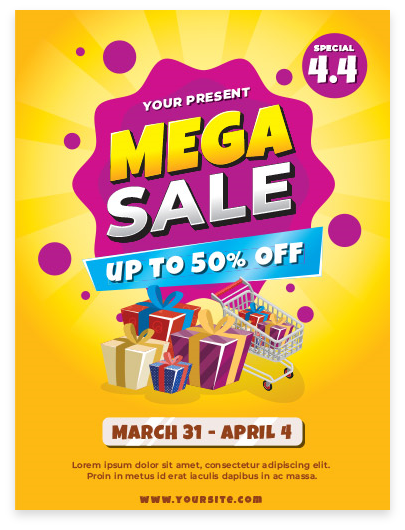 SPECIAL
4.4
YOUR PRESENT
MEGA
SALE
UP TO 50% OFF
MARCH 31 - APRIL 4
Lorem ipsum dolor sit amet, consectetur adipiscing elit.
Proin in metus id erat iaculis dapibus in ac massa.
WWW.YOURSITE.COM